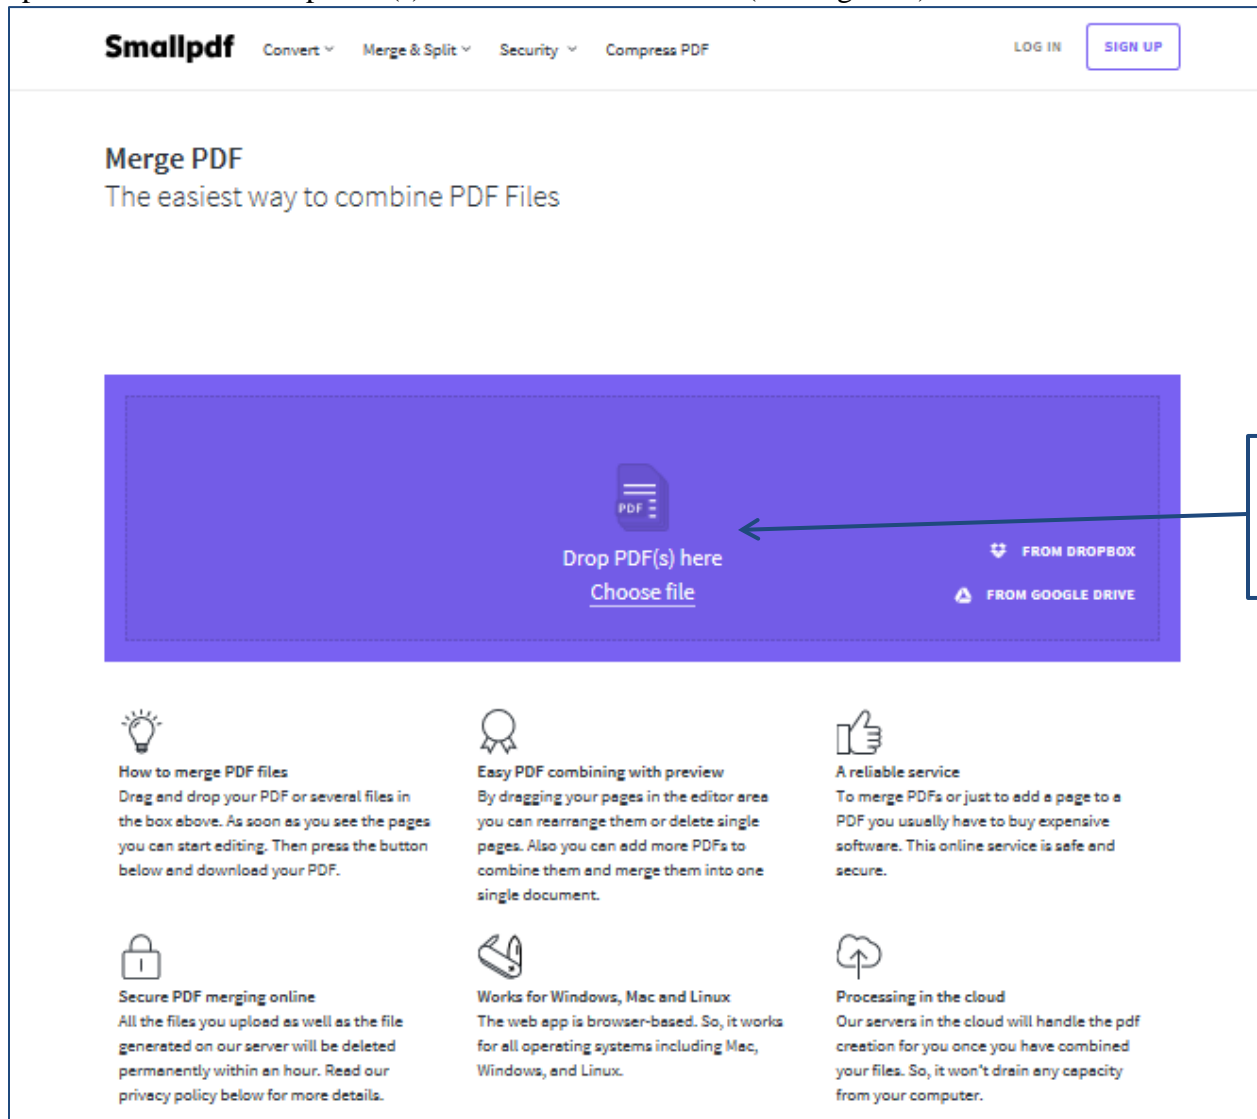 Smallpdf Convert Merge & Split Security Compress PDF LOG IN SIGN UP
Merge PDF
The easiest way to combine PDF Files
PDF
Drop PDF(s) here
Choose file
FROM DROPBOX
FROM GOOGLE DRIVE
How to merge PDF files
Drag and drop your PDF or several files in
the box above. As soon as you see the pages
you can start editing. Then press the button
below and download your PDF.
Easy PDF combining with preview
By dragging your pages in the editor area
you can rearrange them or delete single
pages. Also you can add more PDFs to
combine them and merge them into one
single document.
A reliable service
To merge PDFs or just to add a page to a
PDF you usually have to buy expensive
software. This online service is safe and
secure.
Secure PDF merging online
All the files you upload as well as the file
generated on our server will be deleted
permanently within an hour. Read our
privacy policy below for more details.
Works for Windows, Mac and Linux
The web app is browser-based. So, it works
for all operating systems including Mac,
Windows, and Linux.
Processing in the cloud
Our servers in the cloud will handle the pdf
creation for you once you have combined
your files. So, it won't drain any capacity
from your computer.